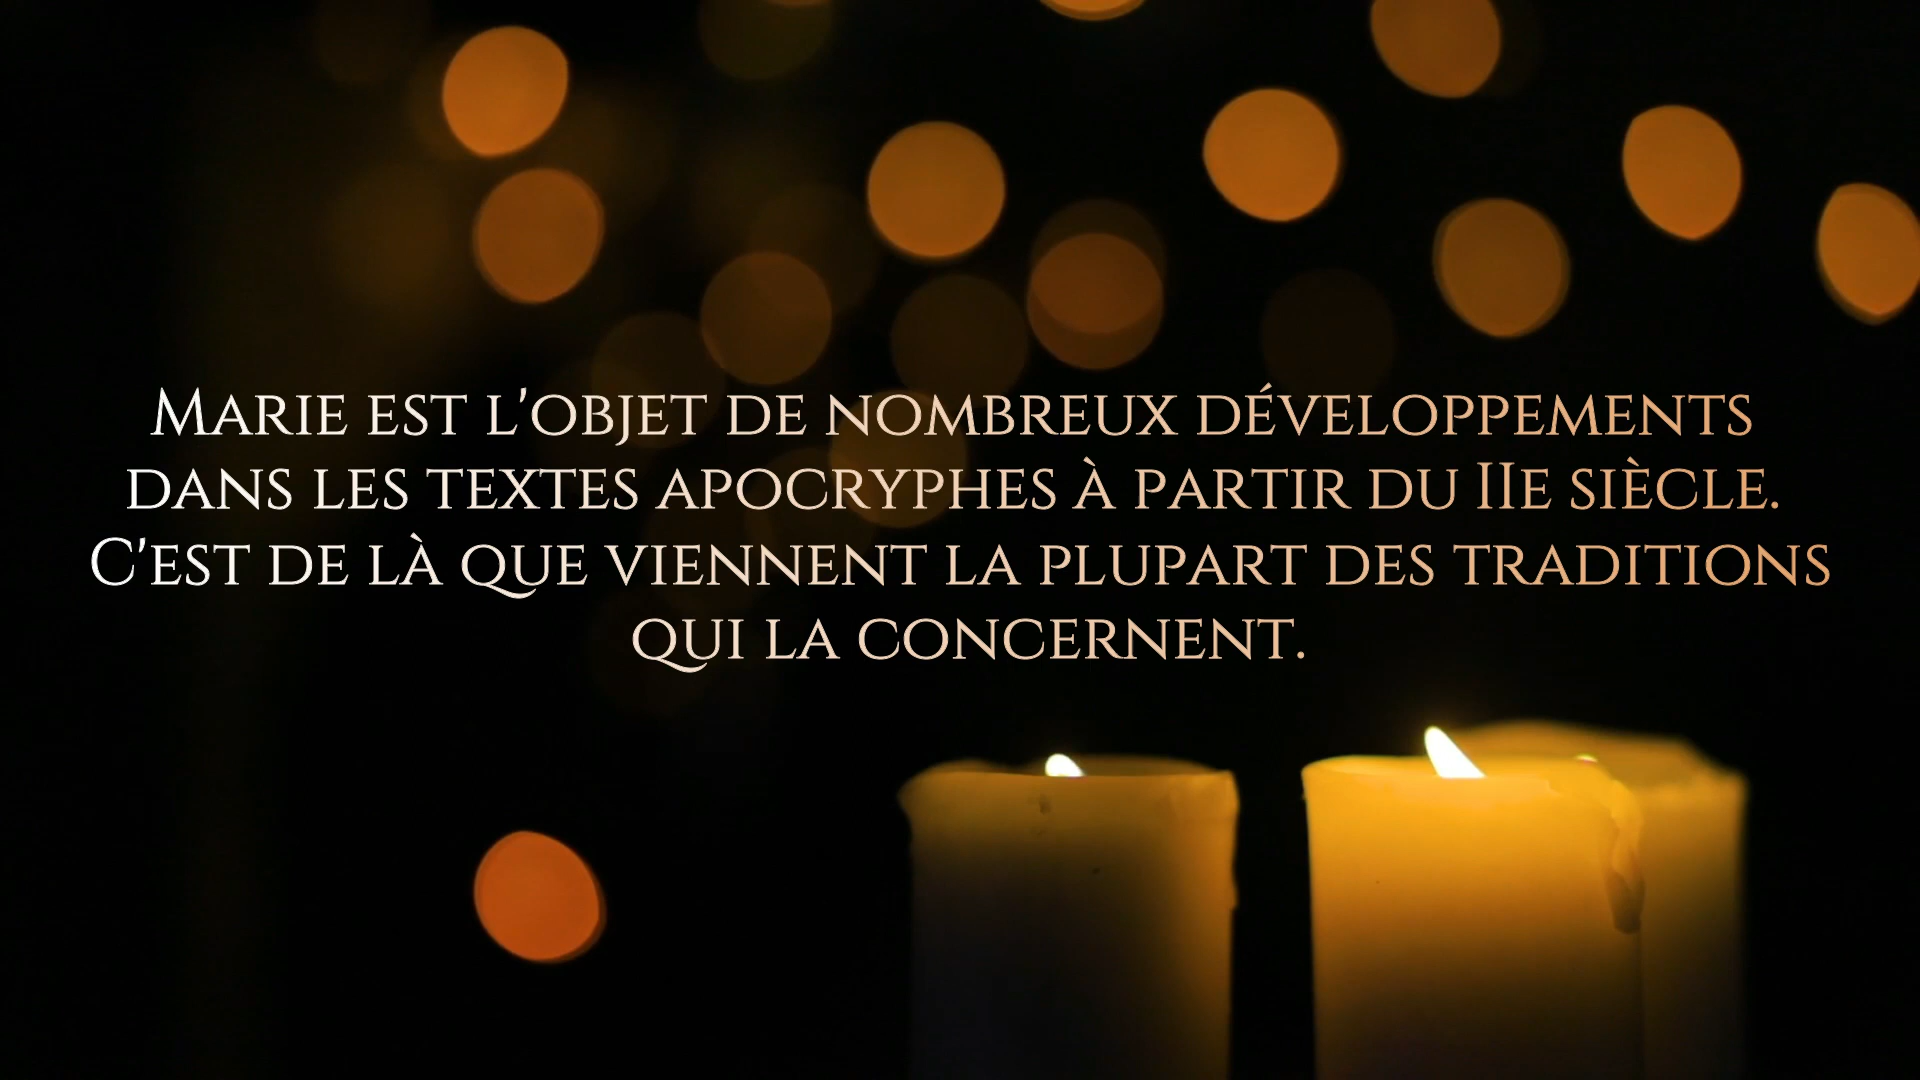 Marie est l'objet de nombreux développements
dans les textes apocryphes à partir du IIe siècle.
C'est de là que viennent la plupart des traditions
qui la concernent.